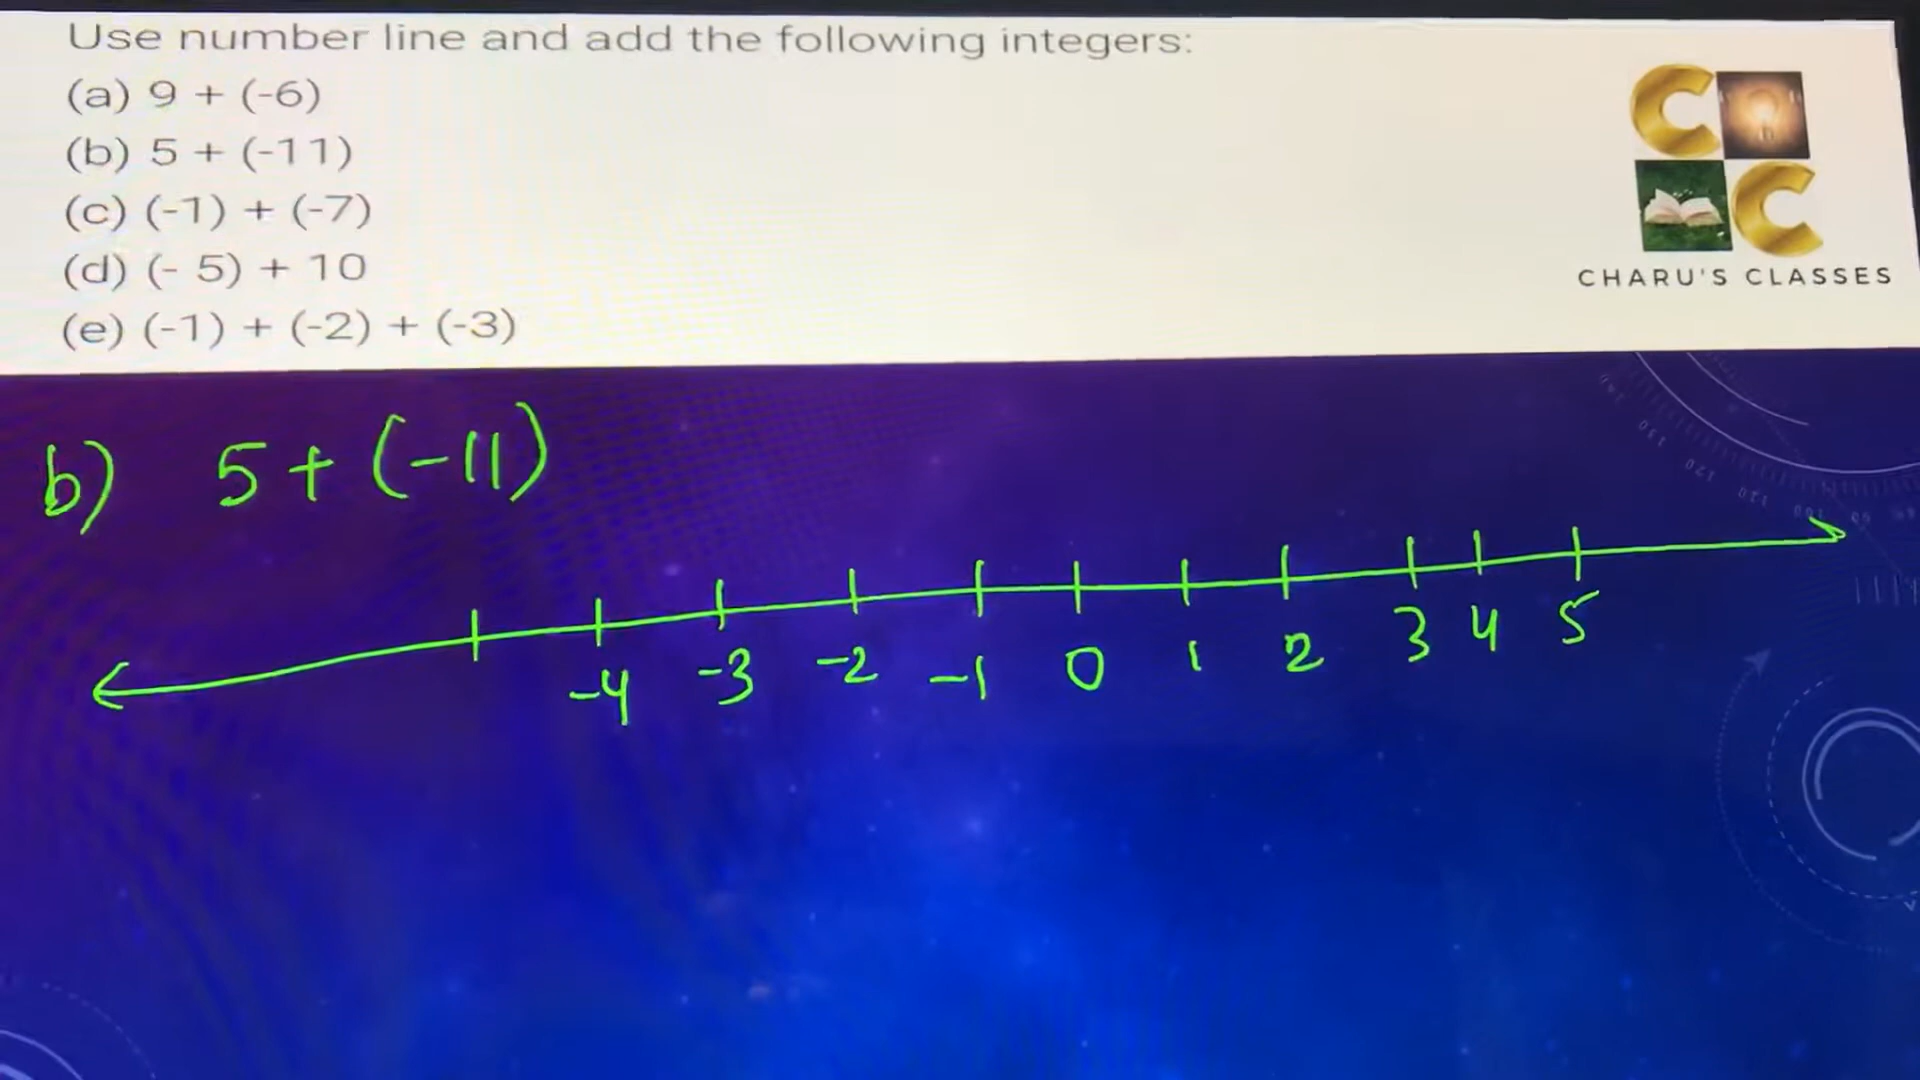 Use number line and add the following integers:
(a) 9 + (-6)
(b) 5 + (-11)
(c) (-1) + (-7)
(d) (- 5) + 10
(e) (-1) + (-2) + (-3)
CHARU'S CLASSES
b) 5 + (-11)
-4 -3 -2 -1 0 1 2 3 4 5